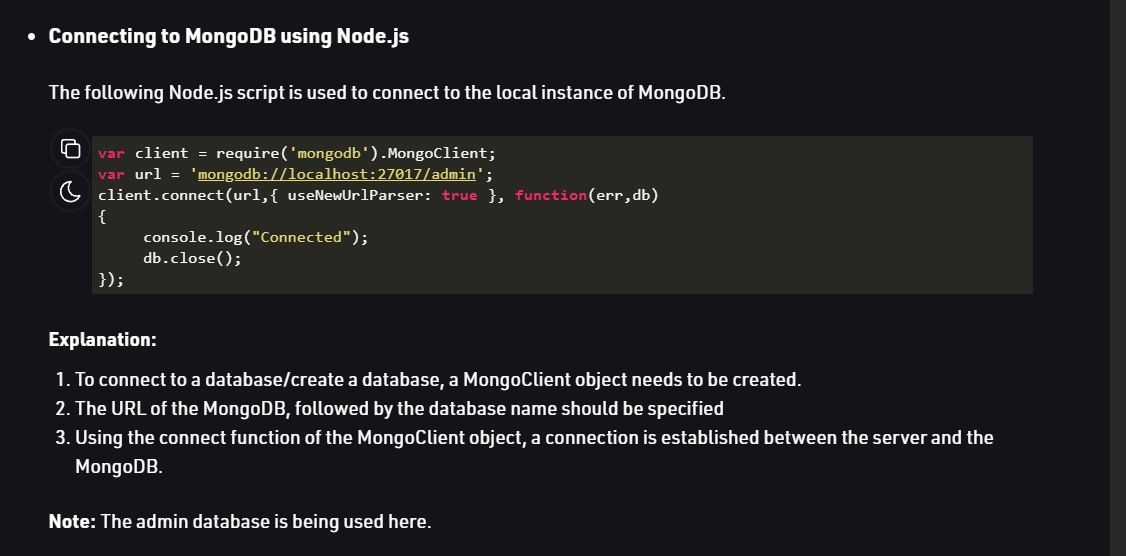 • Connecting to MongoDB using Node.js
The following Node.js script is used to connect to the local instance of MongoDB.
var client = require('mongodb').MongoClient;
var url = 'mongodb://localhost:27017/admin';
client.connect(url,{ useNewUrlParser: true }, function(err,db)
{
     console.log("Connected");
     db.close();
});
Explanation:
1. To connect to a database/create a database, a MongoClient object needs to be created.
2. The URL of the MongoDB, followed by the database name should be specified
3. Using the connect function of the MongoClient object, a connection is established between the server and the
MongoDB.
Note: The admin database is being used here.